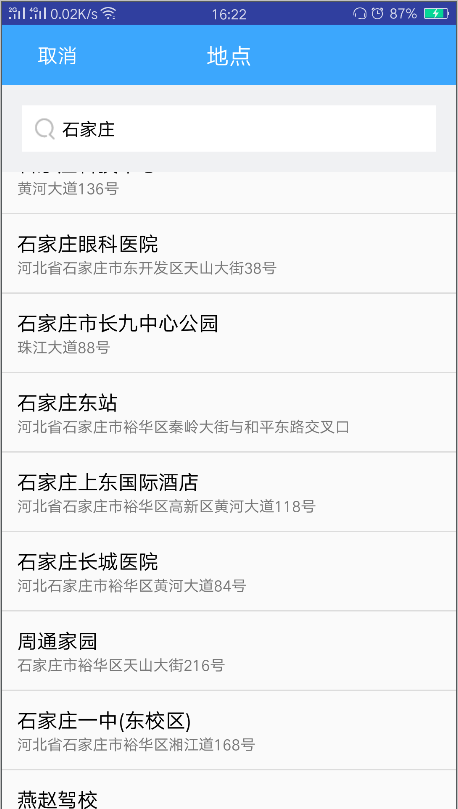 2G 4G 0.02K/s 16:22 87%
取消 地点
石家庄
黄河大道136号
石家庄眼科医院
河北省石家庄市东开发区天山大街38号
石家庄市长九中心公园
珠江大道88号
石家庄东站
河北省石家庄市裕华区秦岭大街与和平东路交叉口
石家庄上东国际酒店
河北省石家庄市裕华区高新区黄河大道118号
石家庄长城医院
河北石家庄市裕华区黄河大道84号
周通家园
石家庄市裕华区天山大街216号
石家庄一中(东校区)
河北省石家庄市裕华区湘江道168号
燕赵驾校